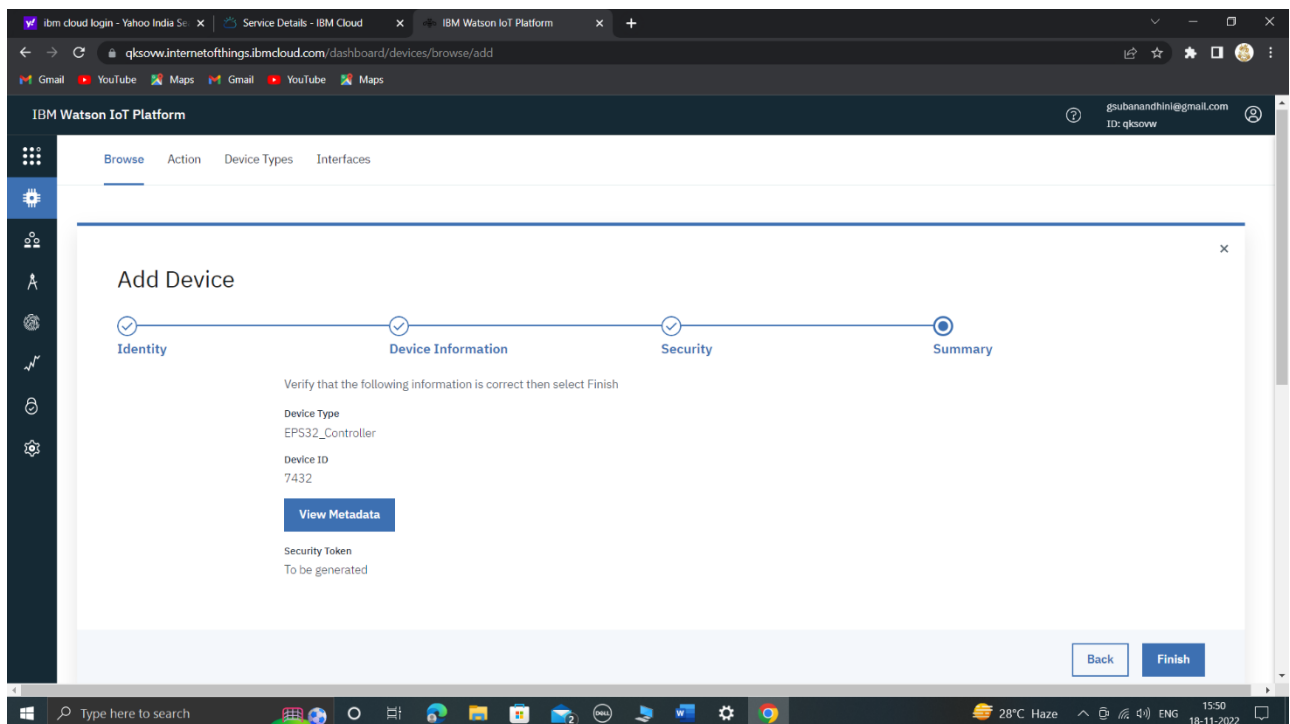 ibm cloud login - Yahoo India Se
Service Details - IBM Cloud
IBM Watson IoT Platform
qksovw.internetofthings.ibmcloud.com/dashboard/devices/browse/add
Gmail YouTube Maps Gmail YouTube Maps
IBM Watson IoT Platform
gsubanandhini@gmail.com
ID: qksovw
Browse Action Device Types Interfaces
Add Device
Identity Device Information Security Summary
Verify that the following information is correct then select Finish
Device Type
EPS32_Controller
Device ID
7432
View Metadata
Security Token
To be generated
Back Finish
Type here to search
2
DELL
W
28°C Haze
ENG
15:50
18-11-2022